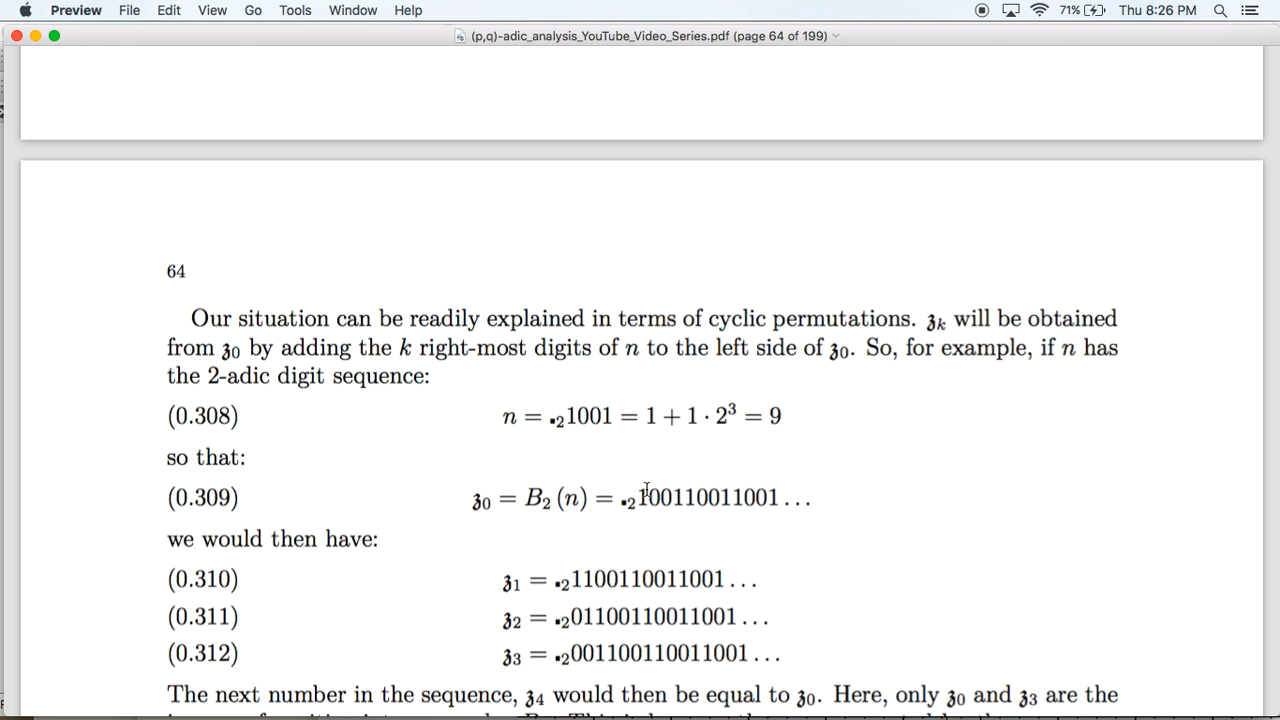 Preview File Edit View Go Tools Window Help 71% Thu 8:26 PM
(p,q)-adic_analysis_YouTube_Video_Series.pdf (page 64 of 199)
64
Our situation can be readily explained in terms of cyclic permutations. 𝔷ₖ will be obtained
from 𝔷₀ by adding the k right-most digits of n to the left side of 𝔷₀. So, for example, if n has
the 2-adic digit sequence:
(0.308) n = .₂1001 = 1 + 1 · 2³ = 9
so that:
(0.309) 𝔷₀ = B₂ (n) = .₂100110011001 . . .
we would then have:
(0.310) 𝔷₁ = .₂1100110011001 . . .
(0.311) 𝔷₂ = .₂01100110011001 . . .
(0.312) 𝔷₃ = .₂001100110011001 . . .
The next number in the sequence, 𝔷₄ would then be equal to 𝔷₀. Here, only 𝔷₀ and 𝔷₃ are the